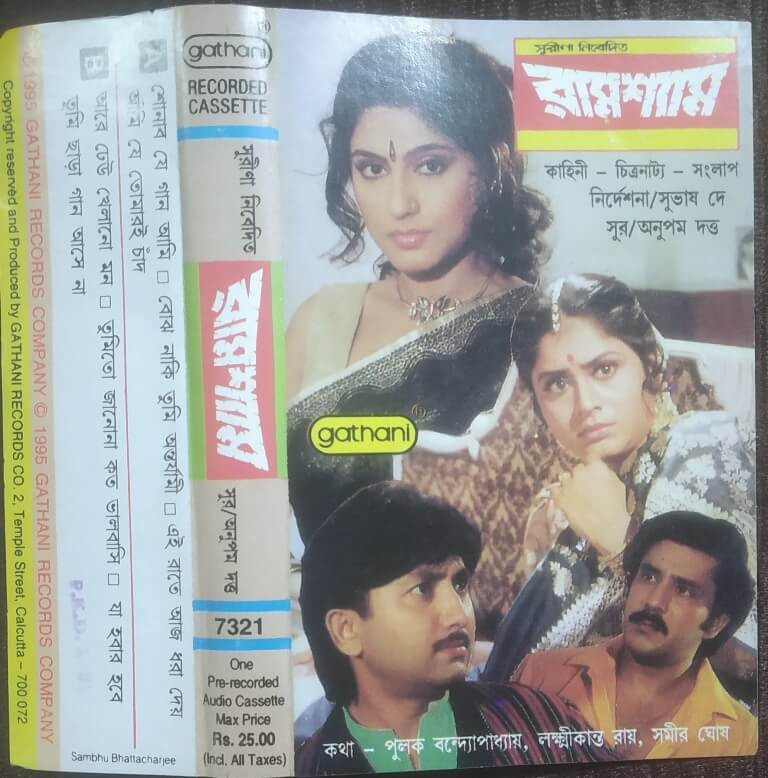 সুরীণা নিবেদিত
রামশ্যাম
কাহিনী – চিত্রনাট্য – সংলাপ
নির্দেশনা/সুভাষ দে
সুর/অনুপম দত্ত
gathani
কথা – পুলক বন্দ্যোপাধ্যায়, লক্ষ্মীকান্ত রায়, সমীর ঘোষ
gathani
RECORDED
CASSETTE
সুরীণা নিবেদিত
রামশ্যাম
সুর/অনুপম দত্ত
7321
One
Pre-recorded
Audio Cassette
Max Price
Rs. 25.00
(Incl. All Taxes)
A
শোনাব যে গান আমি □ বোঝ নাকি তুমি অন্তর্যামী □ এই রাতে আজ ধরা দেয়
আমি যে তোমারই চাঁদ
B
আরে ঢেউ খেলানো মন □ তুমিতো জানোনা কত ভালবাসি □ যা হবার হবে
তুমি ছাড়া গান আসে না
Sambhu Bhattacharjee
℗ 1995 GATHANI RECORDS COMPANY © 1995 GATHANI RECORDS COMPANY
Copyright reserved and Produced by GATHANI RECORDS CO. 2, Temple Street, Calcutta – 700 072